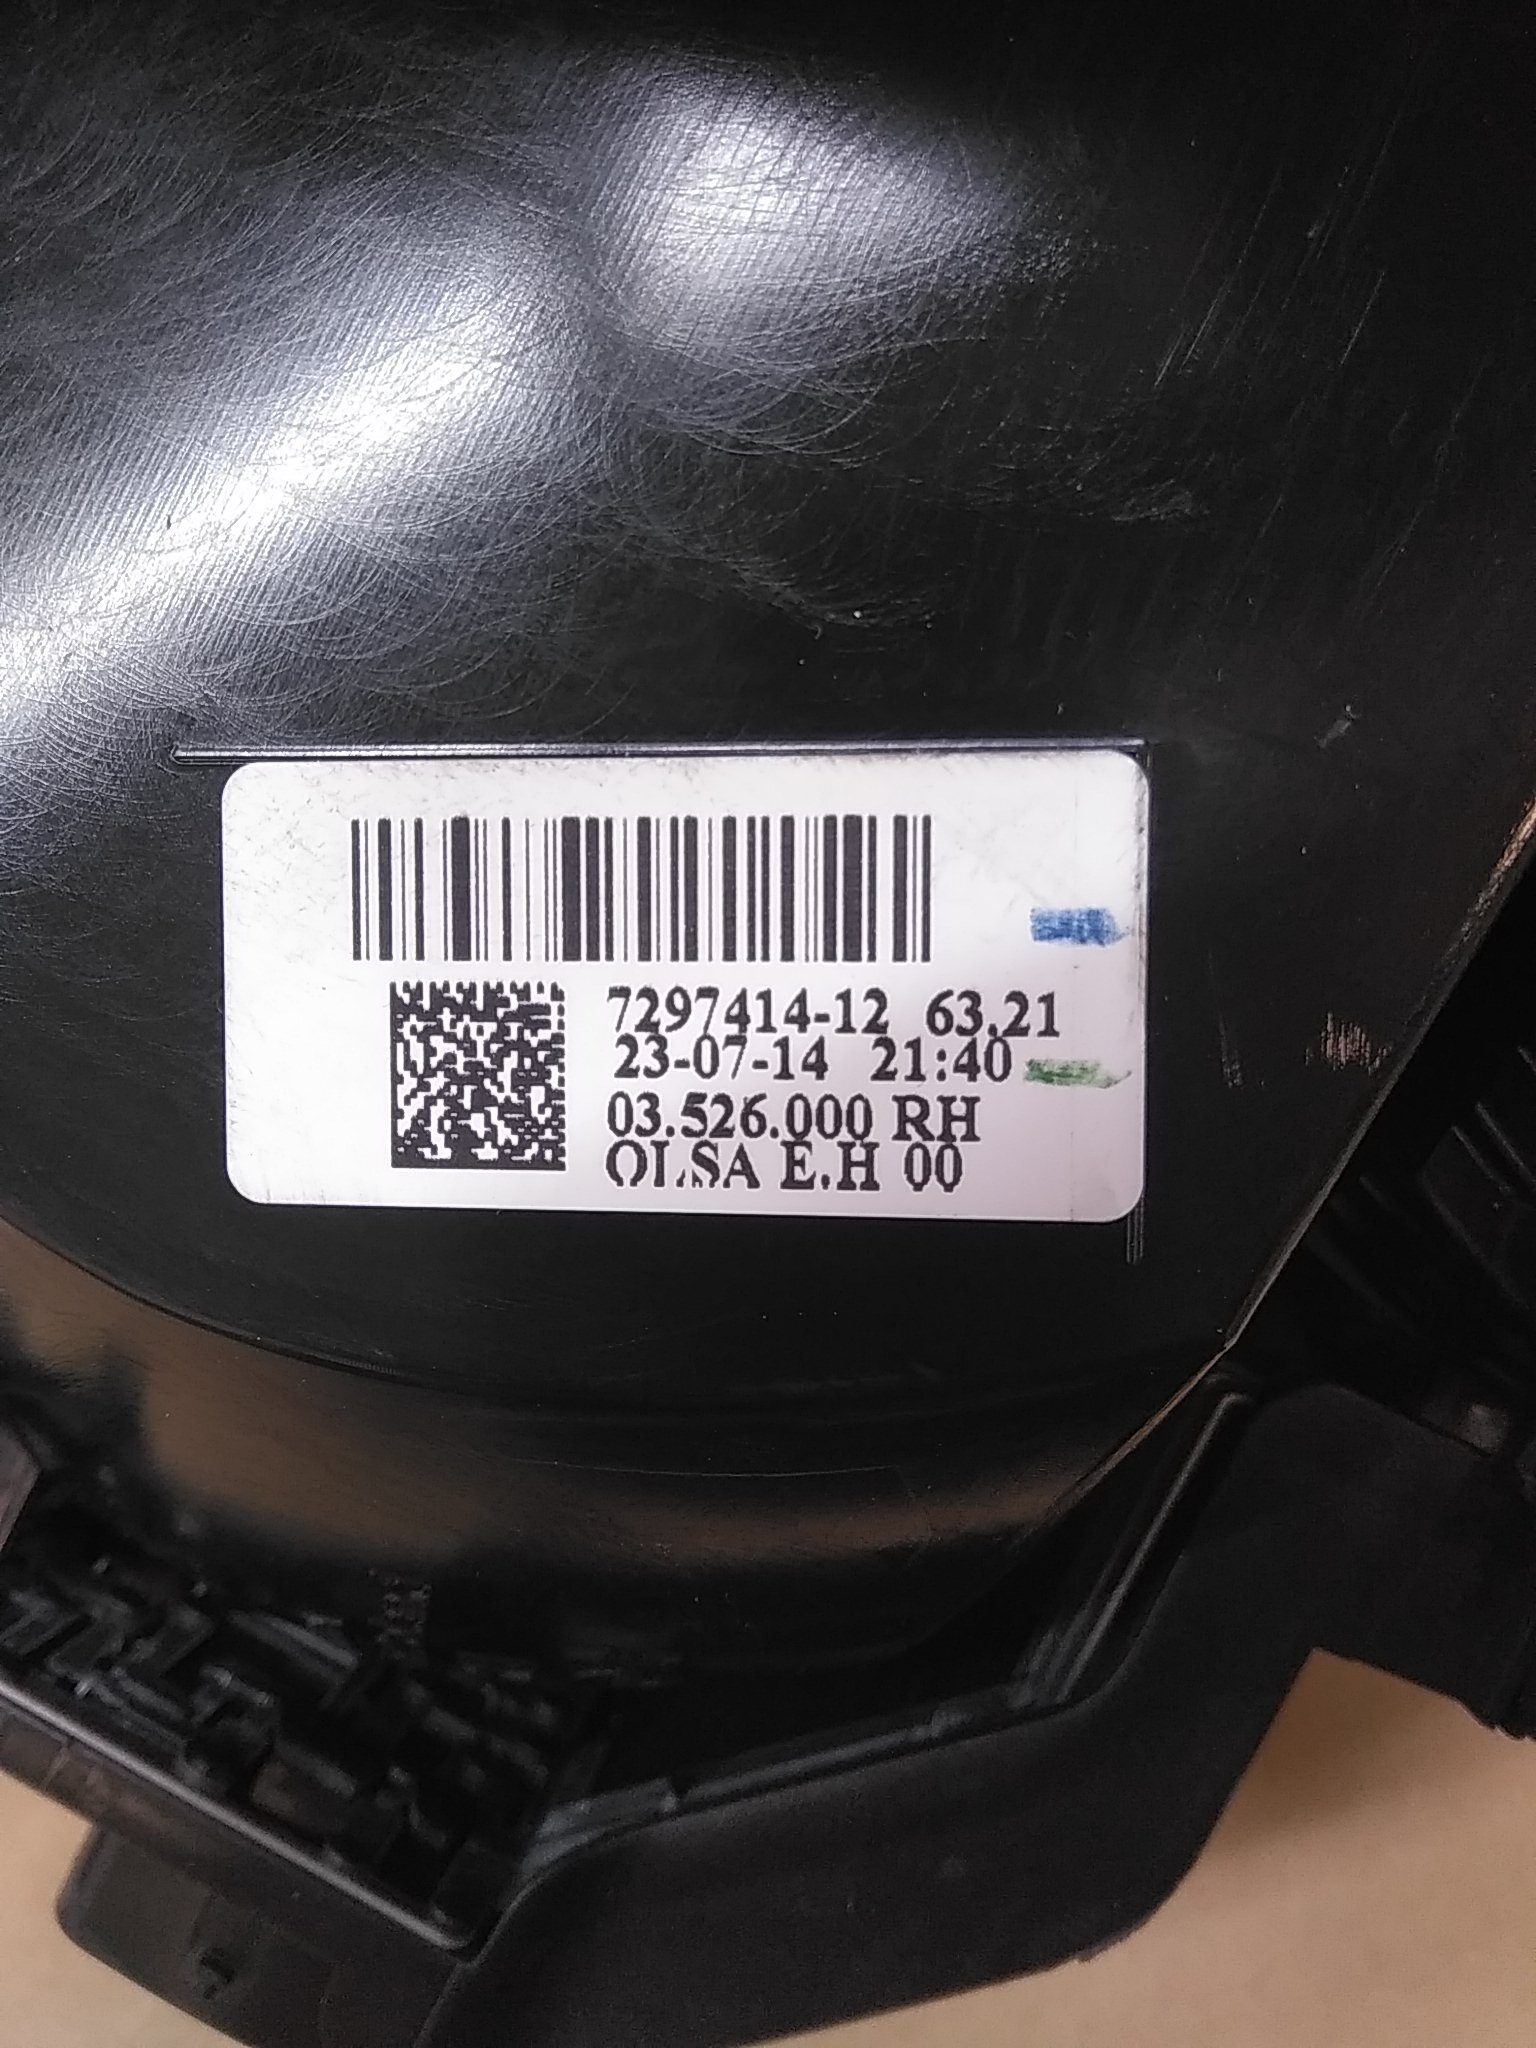 7297414-12 63.21
23-07-14 21:40
03.526.000 RH
OLSA E.H 00